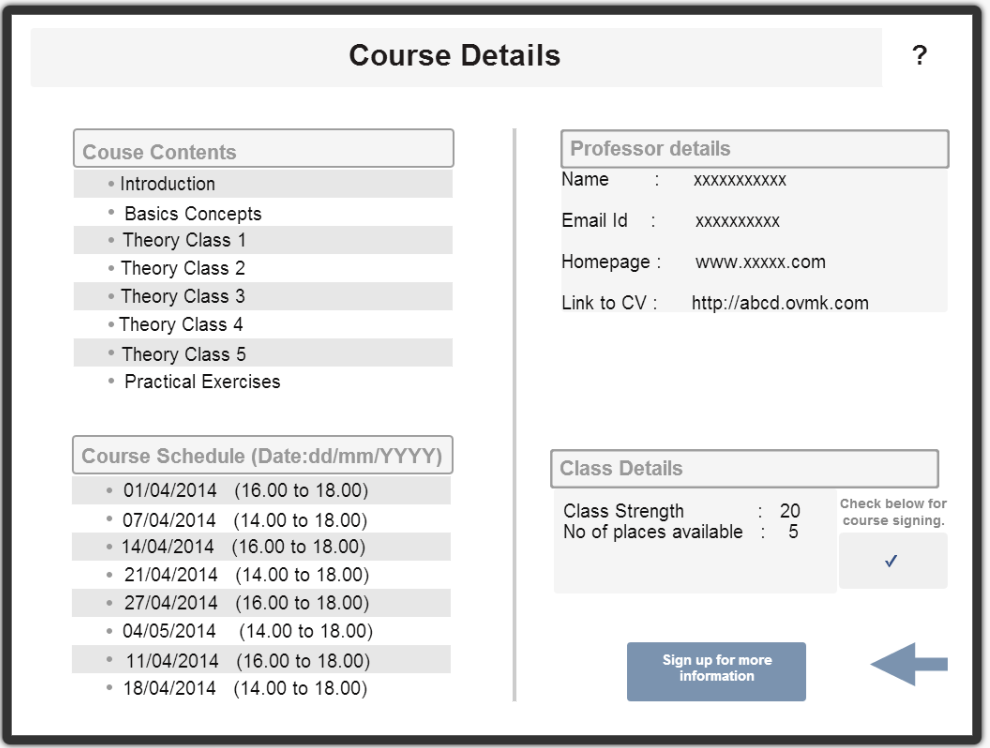 Course Details
?
Couse Contents
• Introduction
• Basics Concepts
• Theory Class 1
• Theory Class 2
• Theory Class 3
• Theory Class 4
• Theory Class 5
• Practical Exercises
Course Schedule (Date:dd/mm/YYYY)
• 01/04/2014 (16.00 to 18.00)
• 07/04/2014 (14.00 to 18.00)
• 14/04/2014 (16.00 to 18.00)
• 21/04/2014 (14.00 to 18.00)
• 27/04/2014 (16.00 to 18.00)
• 04/05/2014 (14.00 to 18.00)
• 11/04/2014 (16.00 to 18.00)
• 18/04/2014 (14.00 to 18.00)
Professor details
Name : xxxxxxxxxxx
Email Id : xxxxxxxxxx
Homepage : www.xxxxx.com
Link to CV : http://abcd.ovmk.com
Class Details
Class Strength : 20
No of places available : 5
Check below for
course signing.
✓
Sign up for more
information